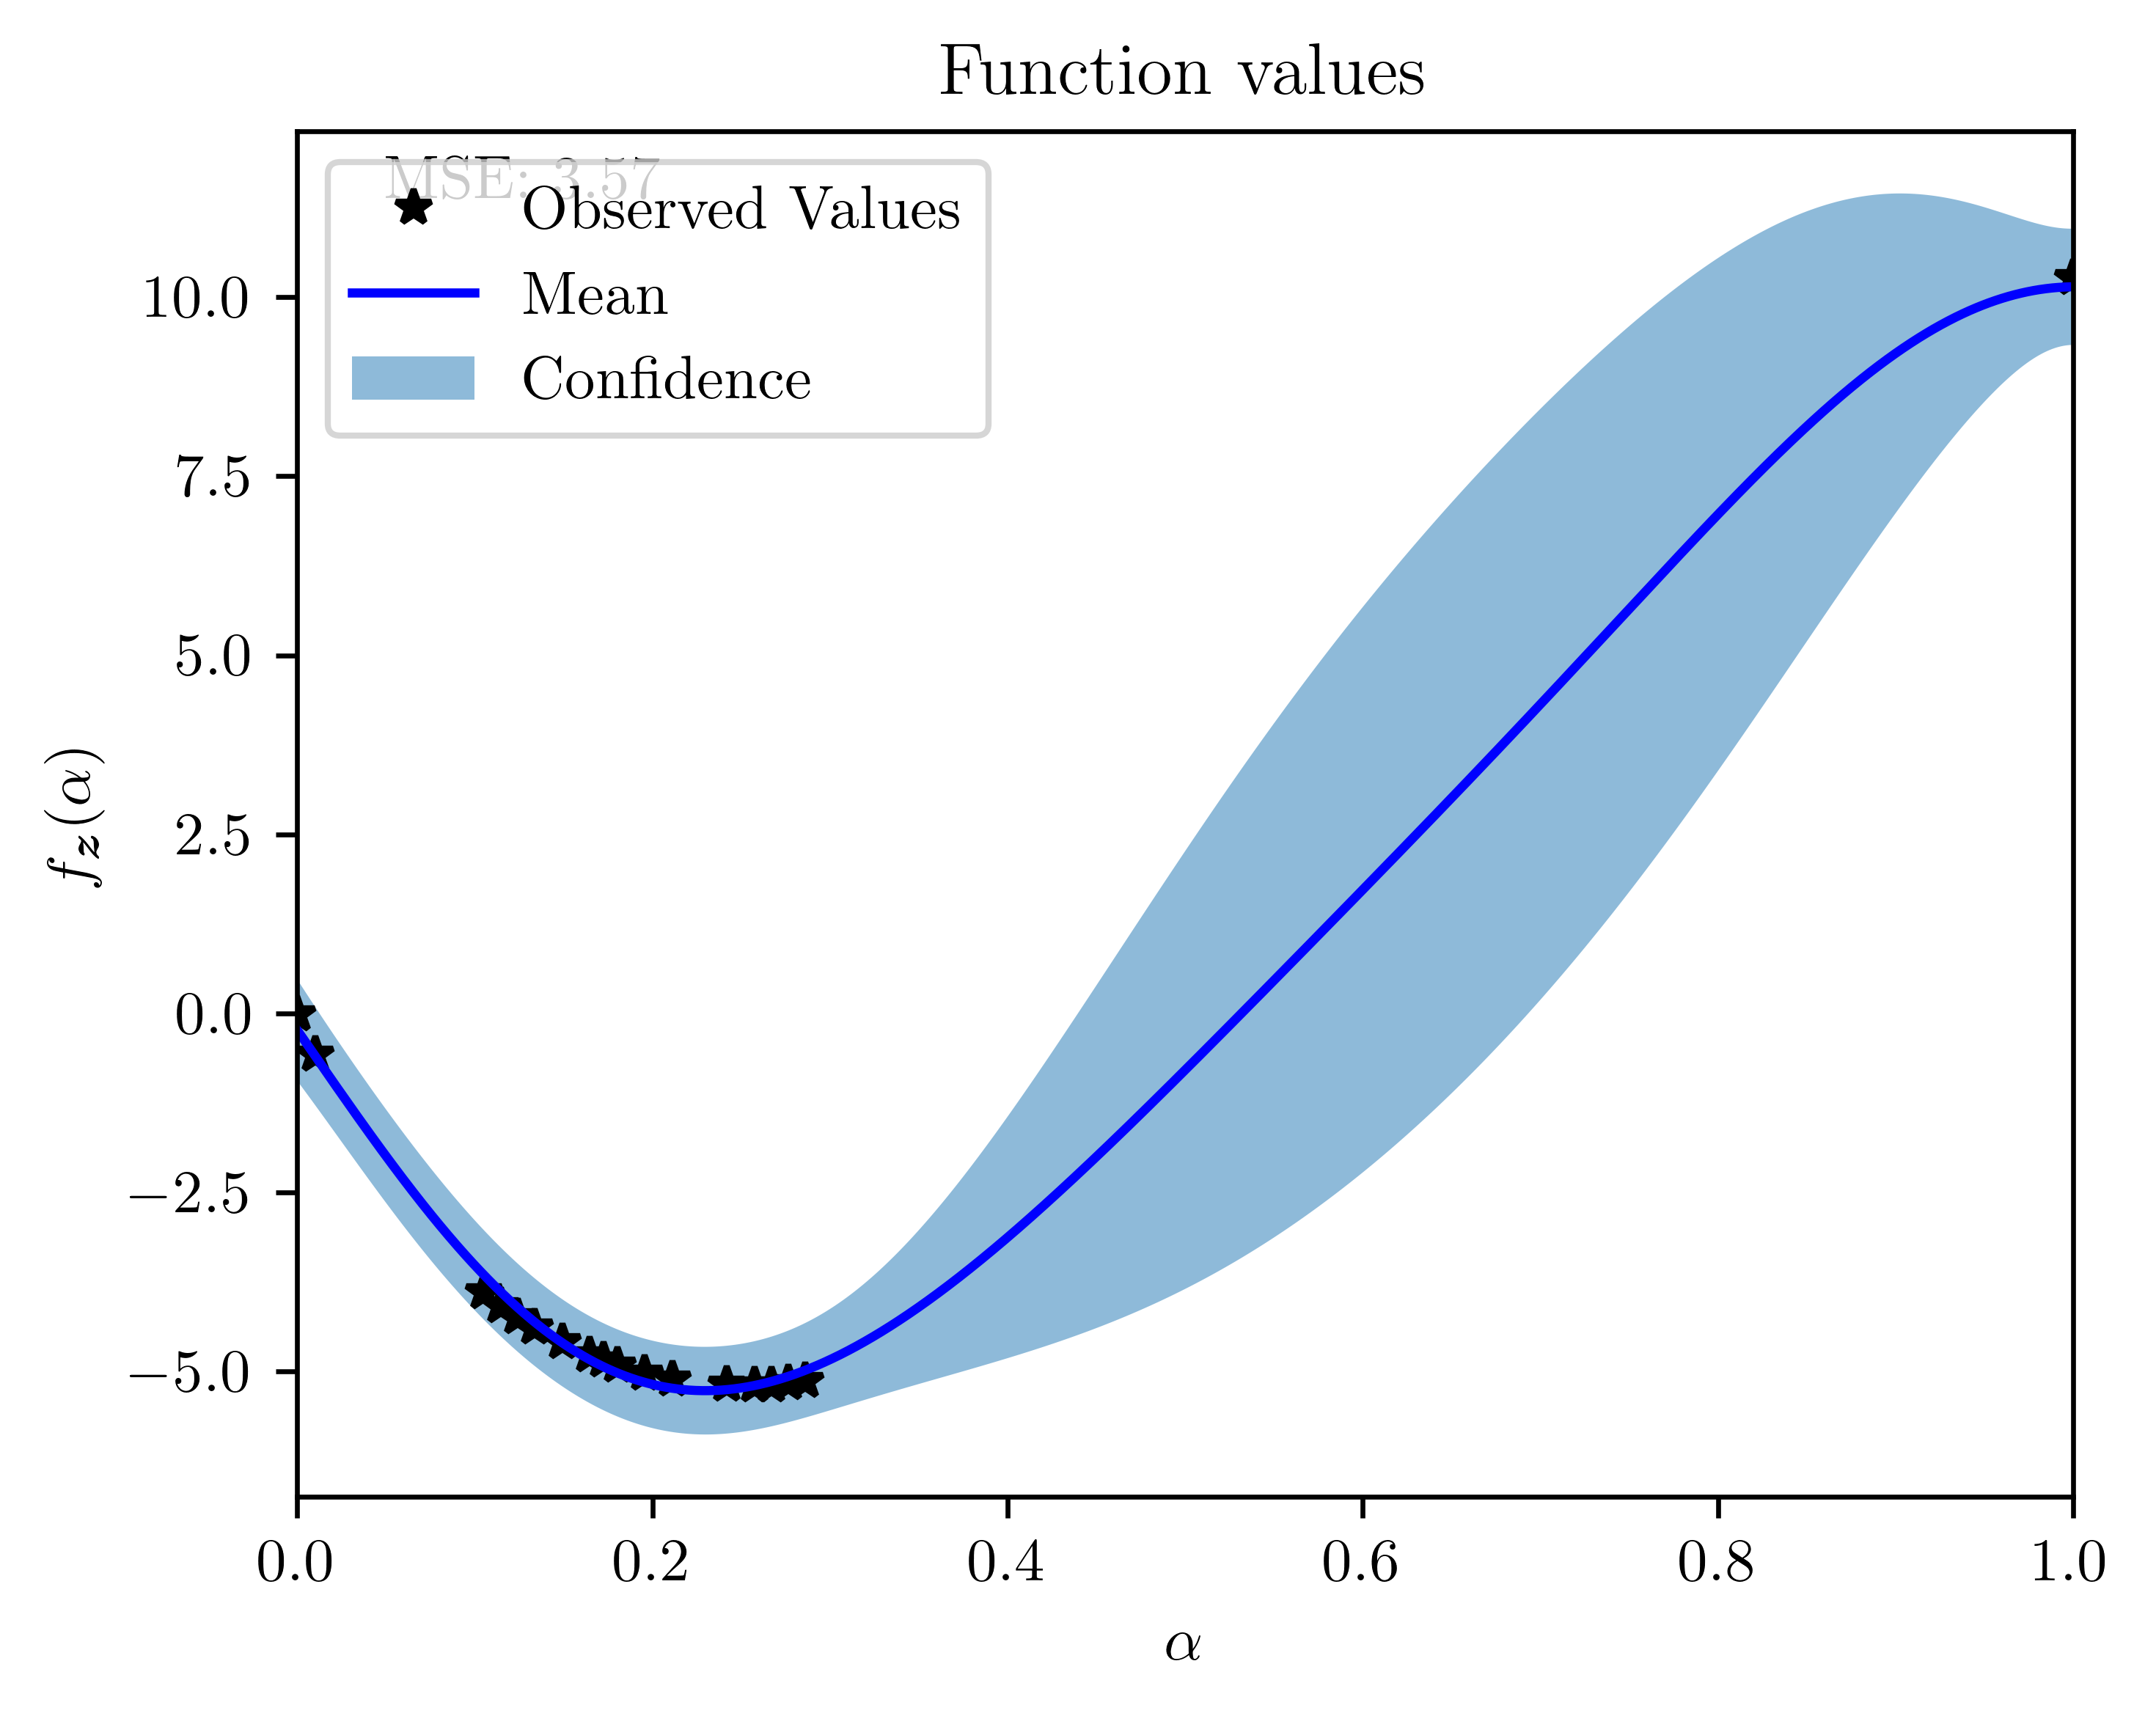 Function values
MSE: 3.57
Observed Values
Mean
Confidence
10.0
7.5
5.0
2.5
0.0
−2.5
−5.0
f_z(α)
0.0 0.2 0.4 0.6 0.8 1.0
α